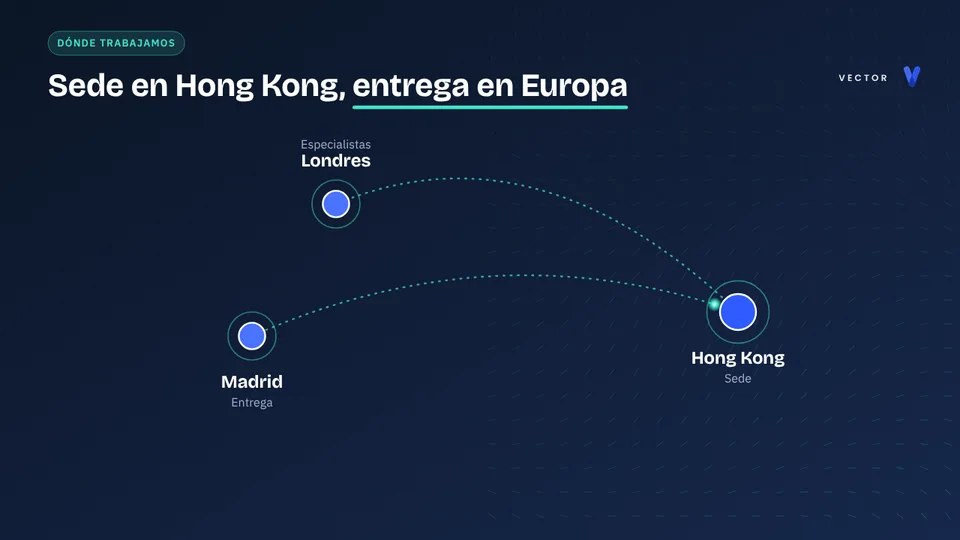 DÓNDE TRABAJAMOS
Sede en Hong Kong, entrega en Europa
VECTOR
Especialistas
Londres
Hong Kong
Sede
Madrid
Entrega